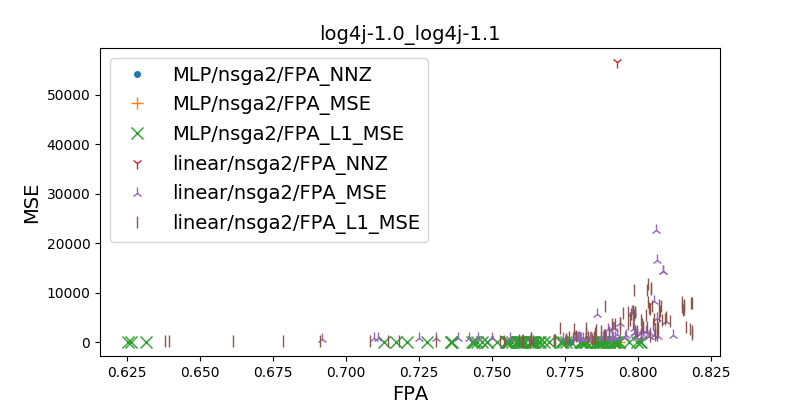 log4j-1.0_log4j-1.1
MLP/nsga2/FPA_NNZ
MLP/nsga2/FPA_MSE
MLP/nsga2/FPA_L1_MSE
linear/nsga2/FPA_NNZ
linear/nsga2/FPA_MSE
linear/nsga2/FPA_L1_MSE
MSE
50000
40000
30000
20000
10000
0
0.625 0.650 0.675 0.700 0.725 0.750 0.775 0.800 0.825
FPA